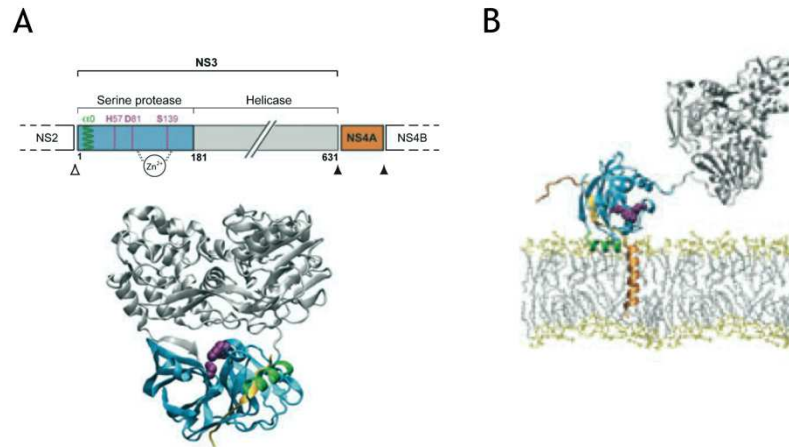 A
B
NS3
Serine protease
Helicase
α0 H57 D81 S139
NS2
NS4A
NS4B
1
Zn²⁺
181
631